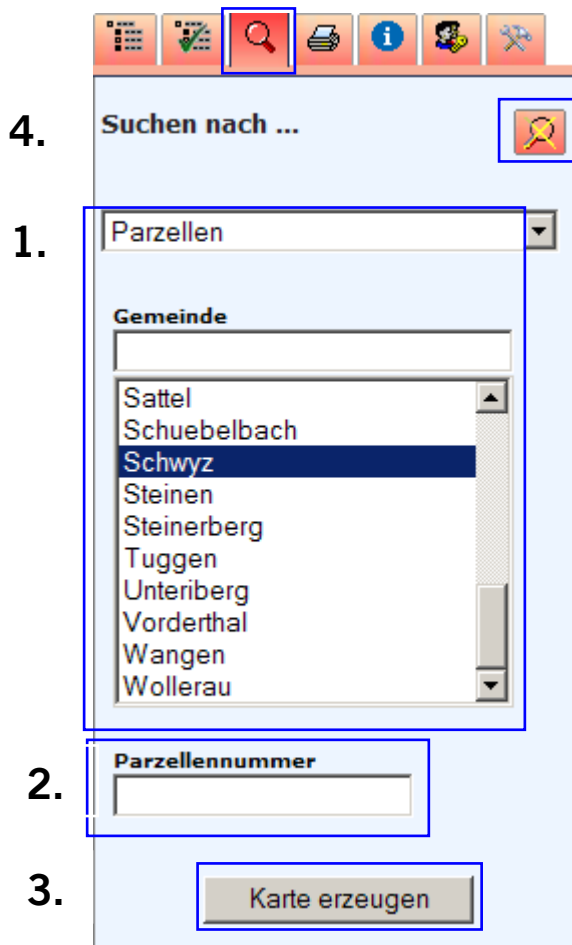 4. Suchen nach ...
1. Parzellen
Gemeinde
Sattel
Schuebelbach
Schwyz
Steinen
Steinerberg
Tuggen
Unteriberg
Vorderthal
Wangen
Wollerau
Parzellennummer
2.
3. Karte erzeugen